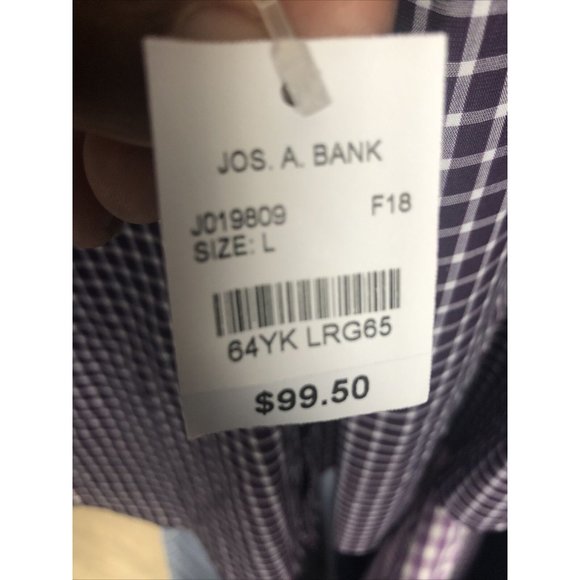 JOS. A. BANK
J019809 F18
SIZE: L
64YK LRG65
$99.50